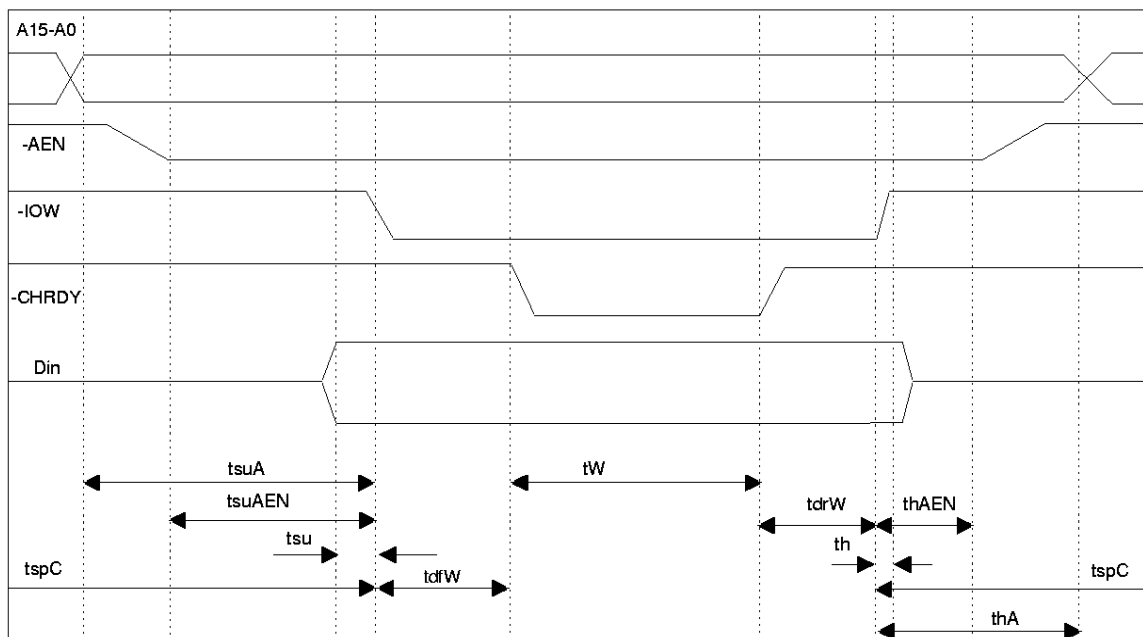 A15-A0
-AEN
-IOW
-CHRDY
Din
tsuA
tW
tsuAEN
tdrW
thAEN
tsu
th
tspC
tdfW
tspC
thA